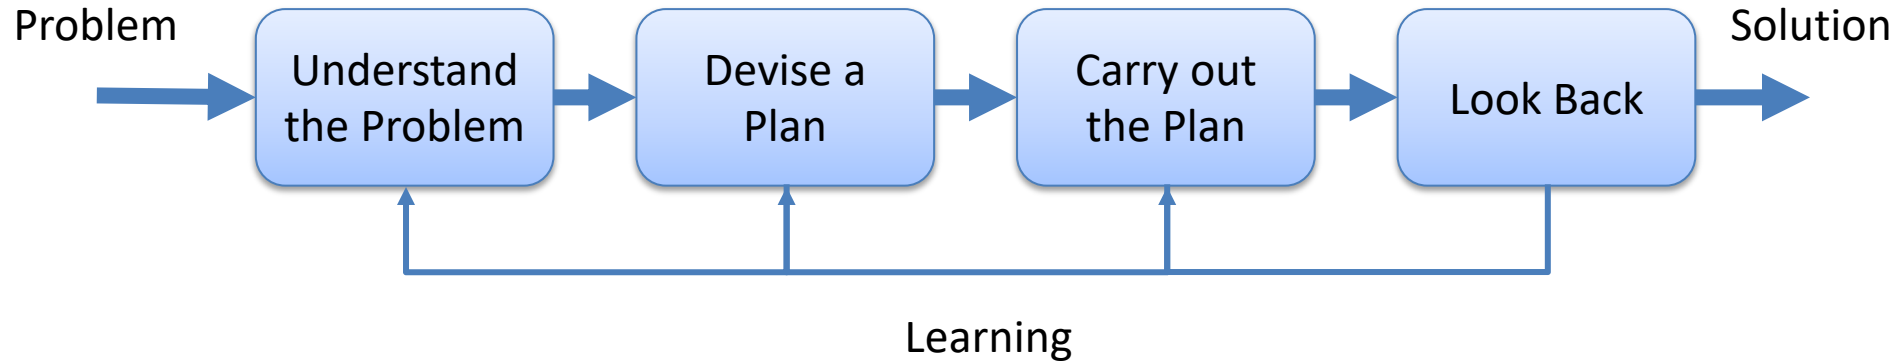 Problem
Understand
the Problem
Devise a
Plan
Carry out
the Plan
Look Back
Solution
Learning